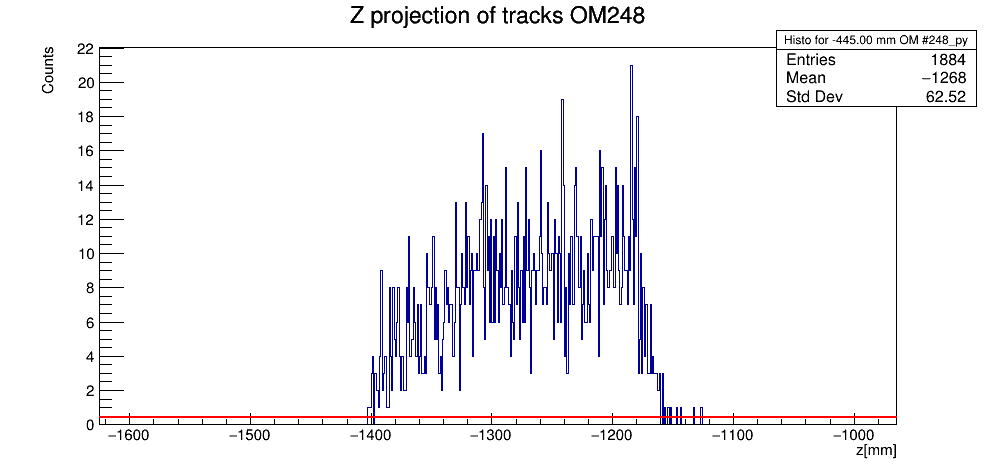 Z projection of tracks OM248
Histo for -445.00 mm OM #248_py
Entries 1884
Mean −1268
Std Dev 62.52
Counts
22
20
18
16
14
12
10
8
6
4
2
0
−1600 −1500 −1400 −1300 −1200 −1100 −1000
z[mm]